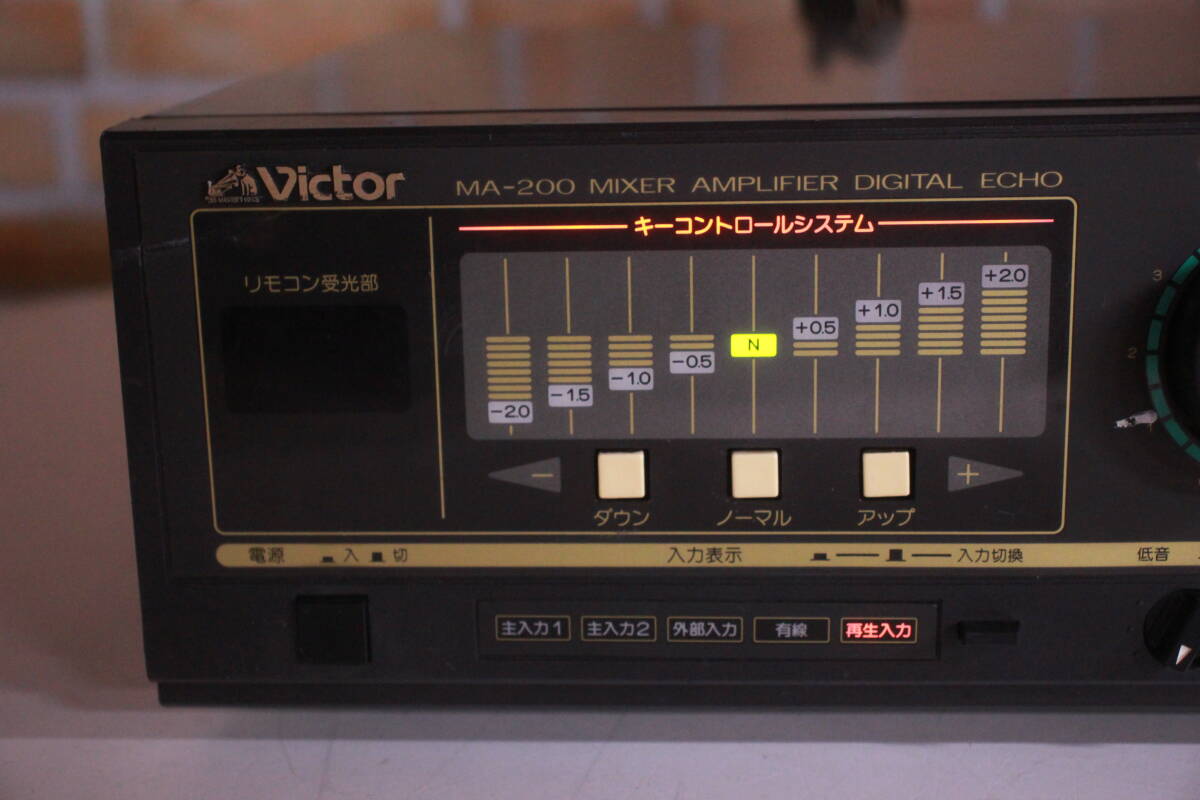 Victor
MA-200 MIXER AMPLIFIER DIGITAL ECHO
キーコントロールシステム
リモコン受光部
-2.0 -1.5 -1.0 -0.5 N +0.5 +1.0 +1.5 +2.0
3
2
- +
ダウン ノーマル アップ
電源 入 切 入力表示 入力切換 低音
主入力1 主入力2 外部入力 有線 再生入力